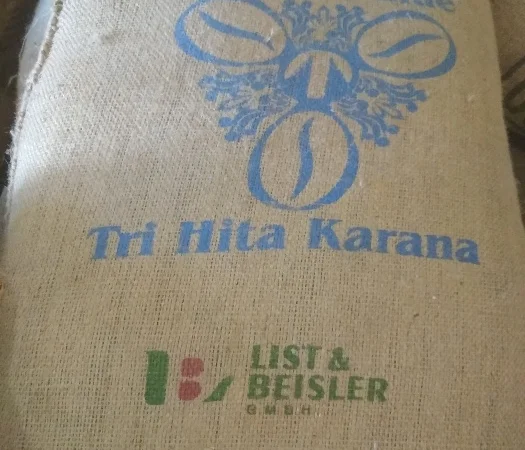 Tri Hita Karana
LIST &
BEISLER
GMBH